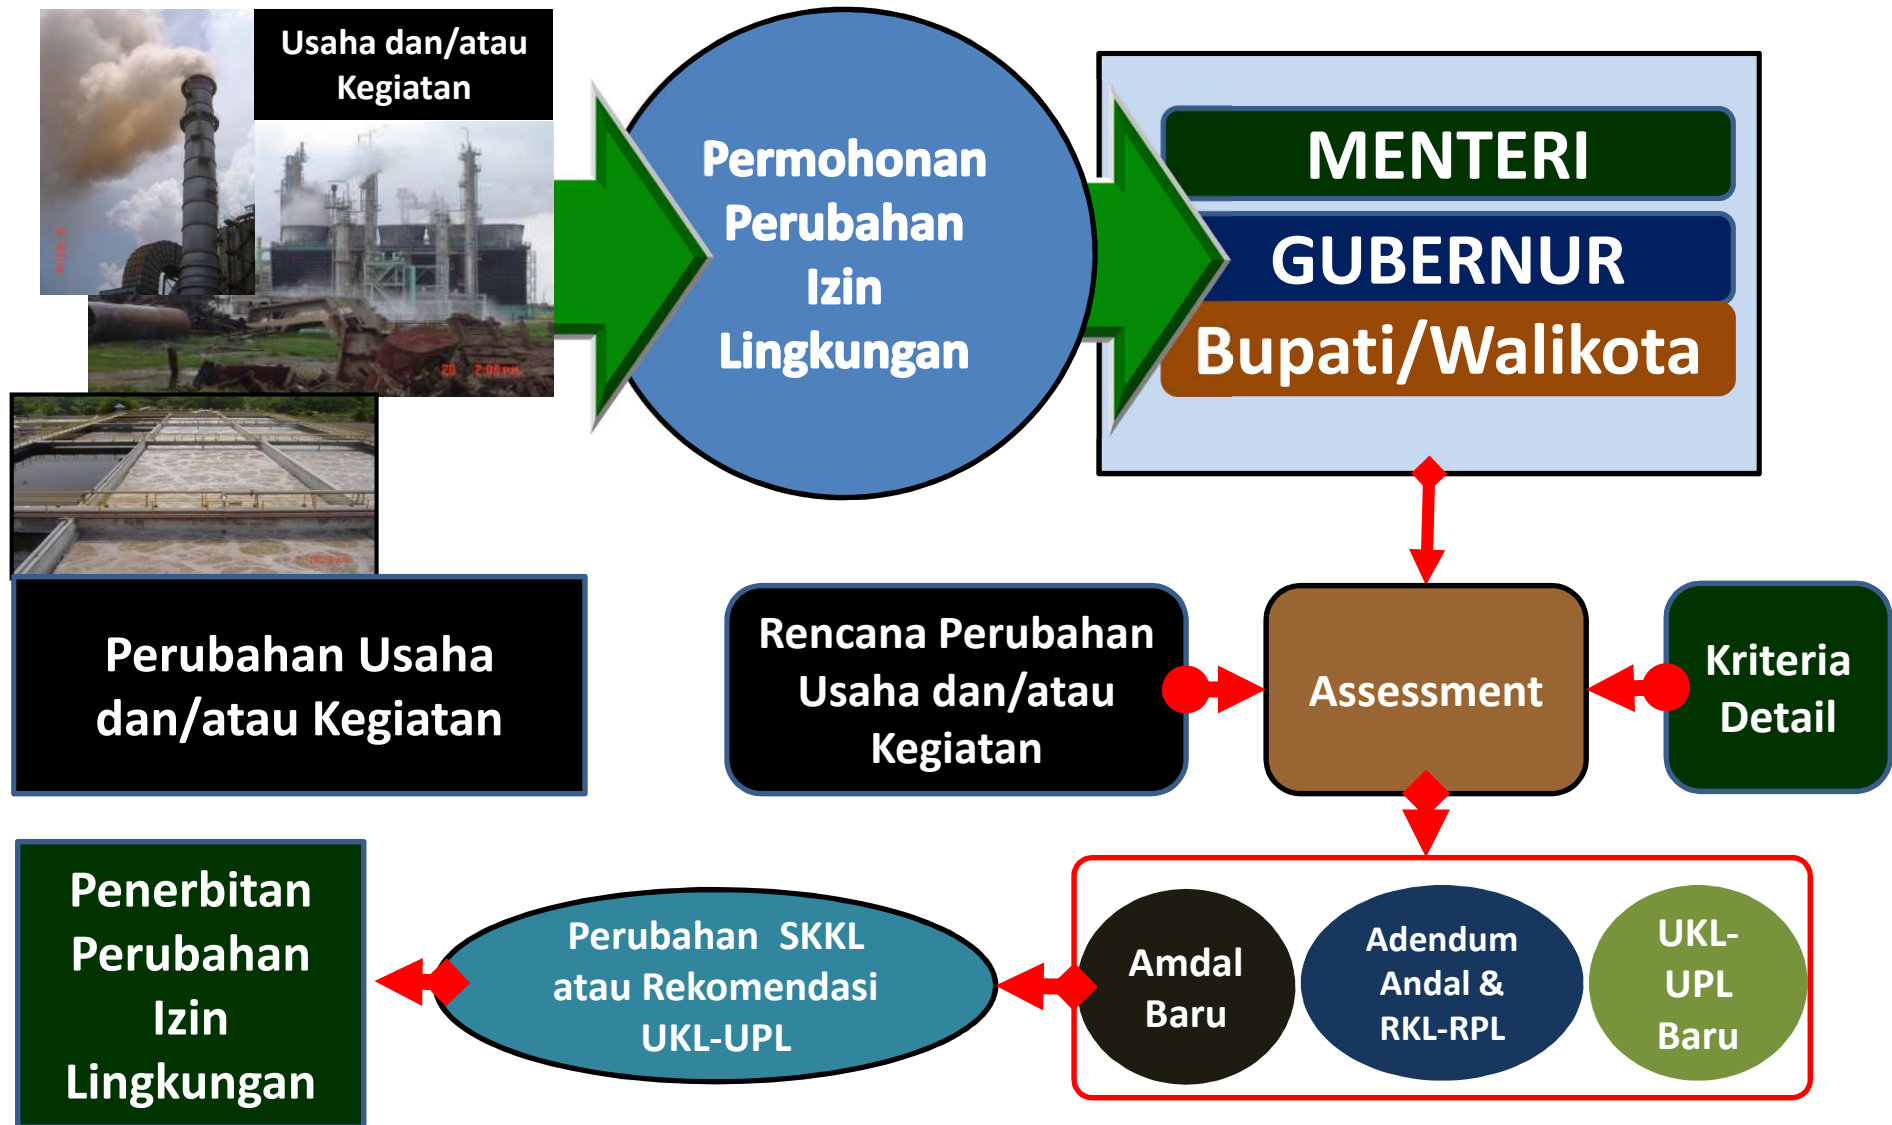 Usaha dan/atau
Kegiatan
Permohonan
Perubahan
Izin
Lingkungan
MENTERI
GUBERNUR
Bupati/Walikota
Perubahan Usaha
dan/atau Kegiatan
Rencana Perubahan
Usaha dan/atau
Kegiatan
Assessment
Kriteria
Detail
Penerbitan
Perubahan
Izin
Lingkungan
Perubahan SKKL
atau Rekomendasi
UKL-UPL
Amdal
Baru
Adendum
Andal &
RKL-RPL
UKL-
UPL
Baru